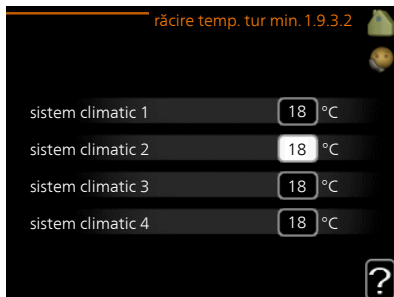 răcire temp. tur min. 1.9.3.2
sistem climatic 1 18 °C
sistem climatic 2 18 °C
sistem climatic 3 18 °C
sistem climatic 4 18 °C
?